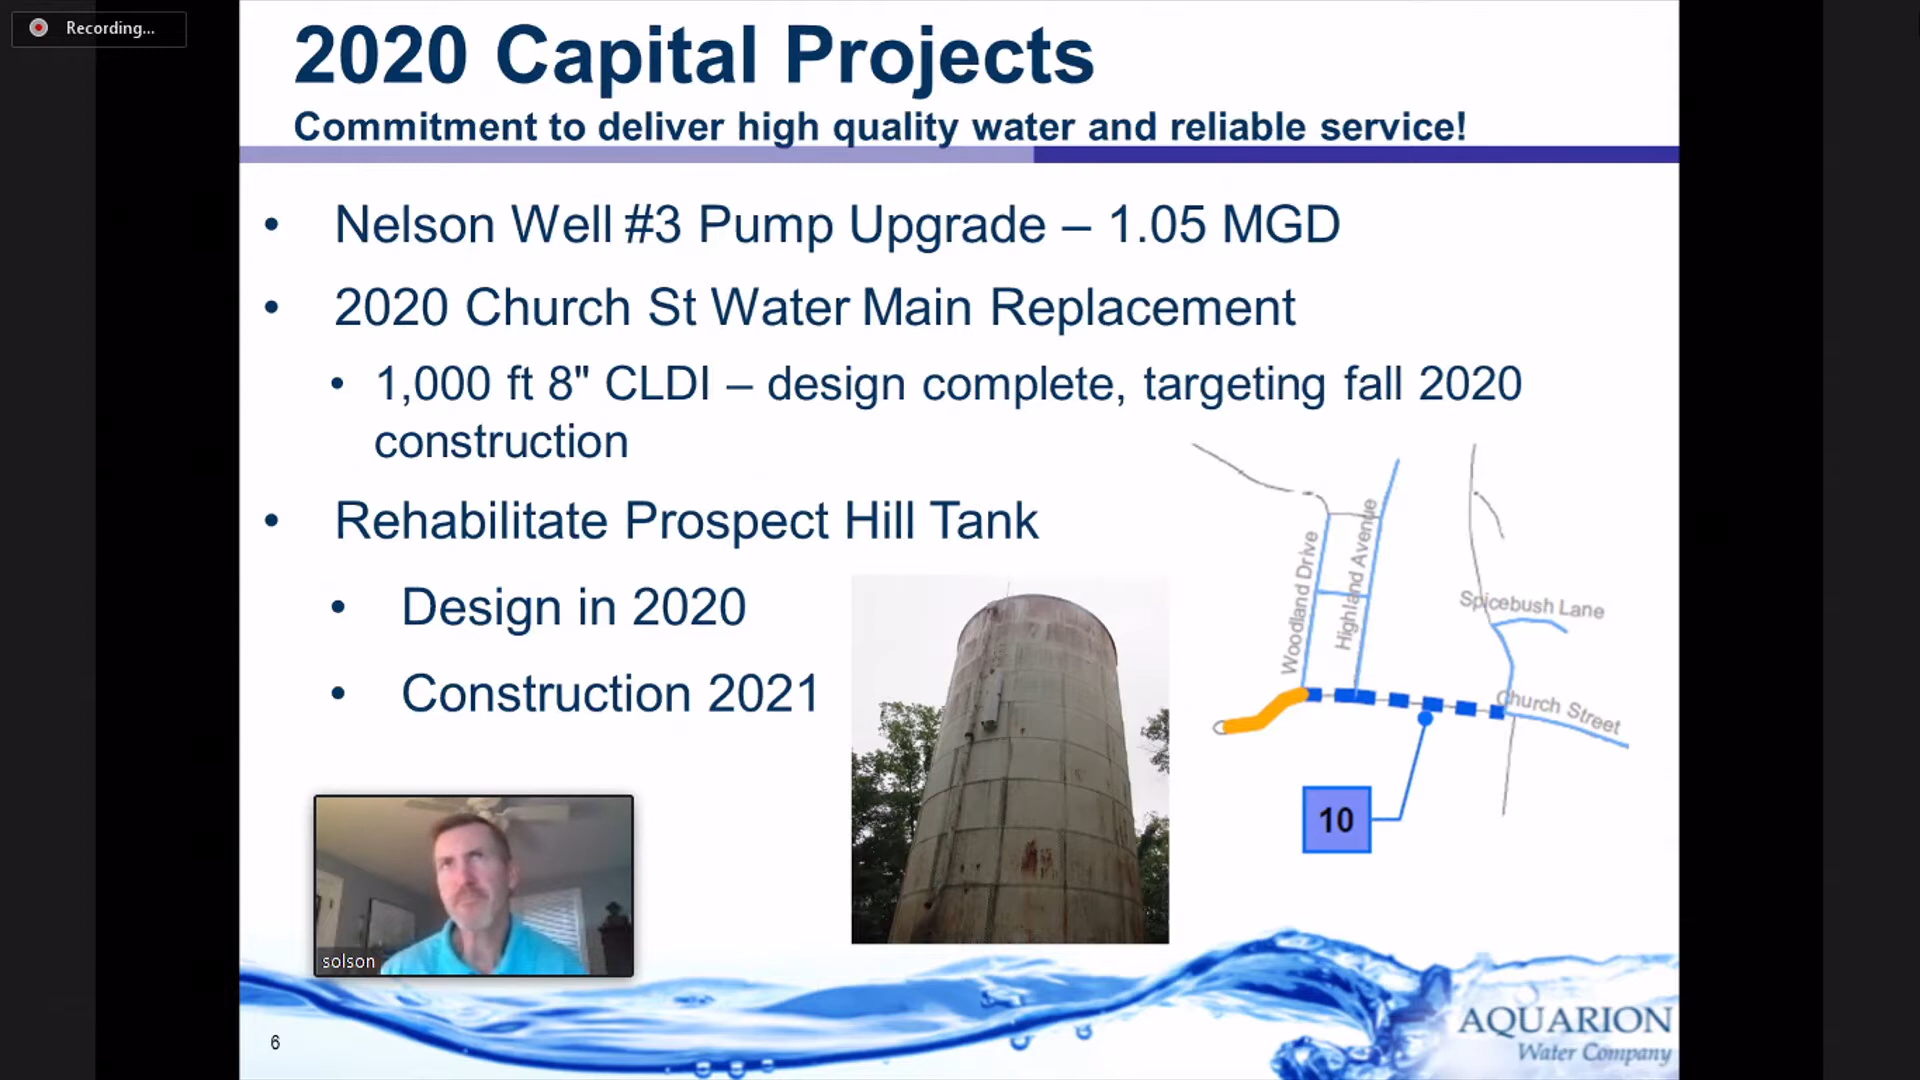 Recording...
2020 Capital Projects
Commitment to deliver high quality water and reliable service!
• Nelson Well #3 Pump Upgrade – 1.05 MGD
• 2020 Church St Water Main Replacement
• 1,000 ft 8" CLDI – design complete, targeting fall 2020
construction
• Rehabilitate Prospect Hill Tank
• Design in 2020
• Construction 2021
Woodland Drive
Highland Avenue
Spicebush Lane
Church Street
10
solson
6
AQUARION
Water Company